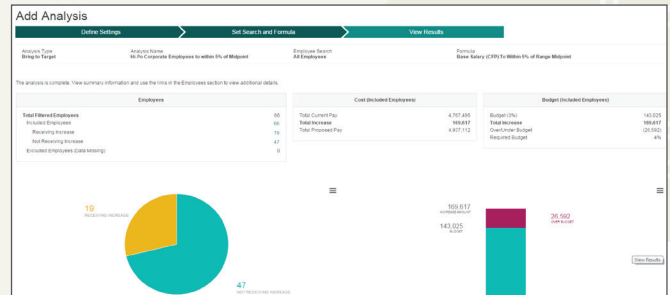 Add Analysis
Define Settings
Set Search and Formula
View Results
Analysis Type
Bring to Target
Analysis Name
Hi-Po Corporate Employees to within 5% of Midpoint
Employee Search
All Employees
Formula
Base Salary (CFP) To Within 5% of Range Midpoint
The analysis is complete. View summary information and use the links in the Employees section to view additional details.
Employees
Total Filtered Employees 66
Included Employees 66
Receiving Increase 19
Not Receiving Increase 47
Excluded Employees (Data Missing) 0
Cost (Included Employees)
Total Current Pay
Total Increase 169,617
Total Proposed Pay
Budget (Included Employees)
Budget (3%) 143,025
Total Increase 169,617
Over/Under Budget (26,592)
Required Budget 4%
19
RECEIVING INCREASE
47
NOT RECEIVING INCREASE
169,617
INCREASE AMOUNT
143,025
BUDGET
26,592
OVER BUDGET
View Results